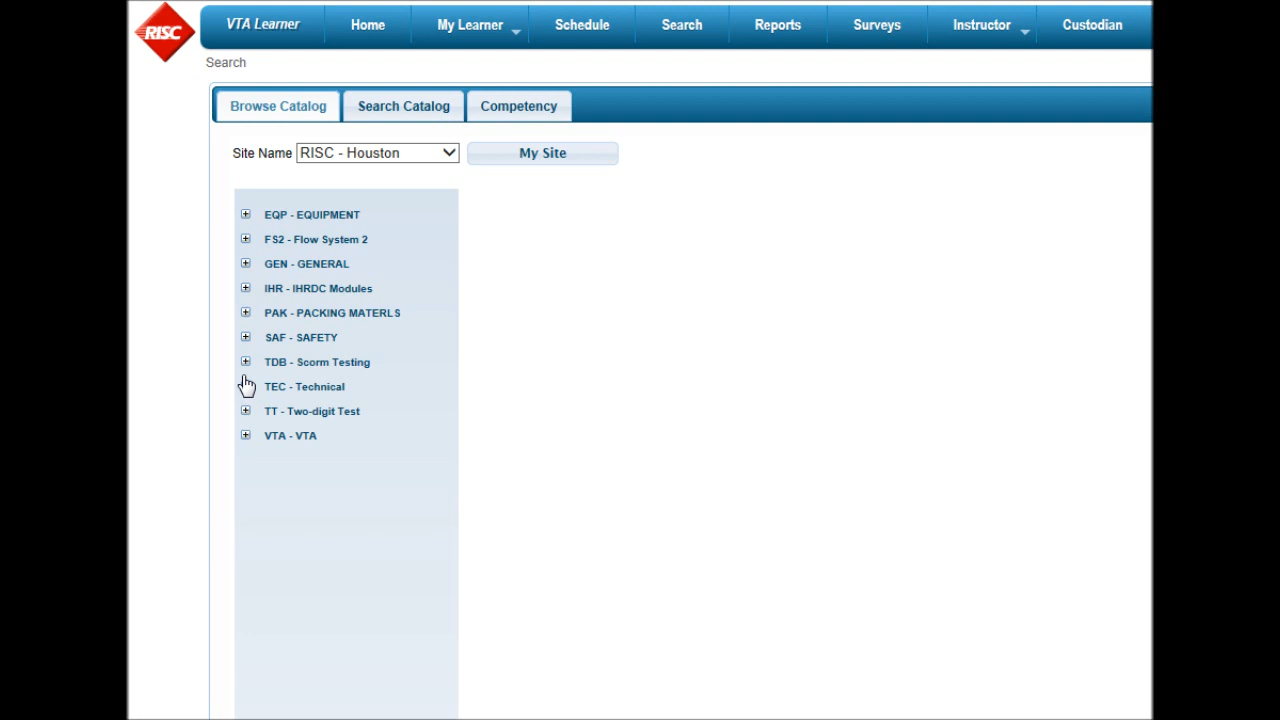 RISC VTA Learner Home My Learner Schedule Search Reports Surveys Instructor Custodian
Search
Browse Catalog Search Catalog Competency
Site Name RISC - Houston My Site
EQP - EQUIPMENT
FS2 - Flow System 2
GEN - GENERAL
IHR - IHRDC Modules
PAK - PACKING MATERLS
SAF - SAFETY
TDB - Scorm Testing
TEC - Technical
TT - Two-digit Test
VTA - VTA